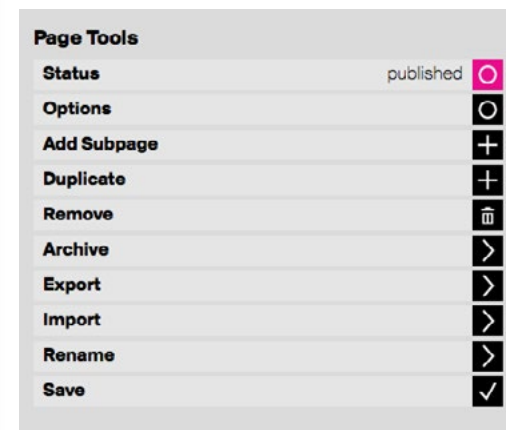 Page Tools
Status published
Options
Add Subpage
Duplicate
Remove
Archive
Export
Import
Rename
Save